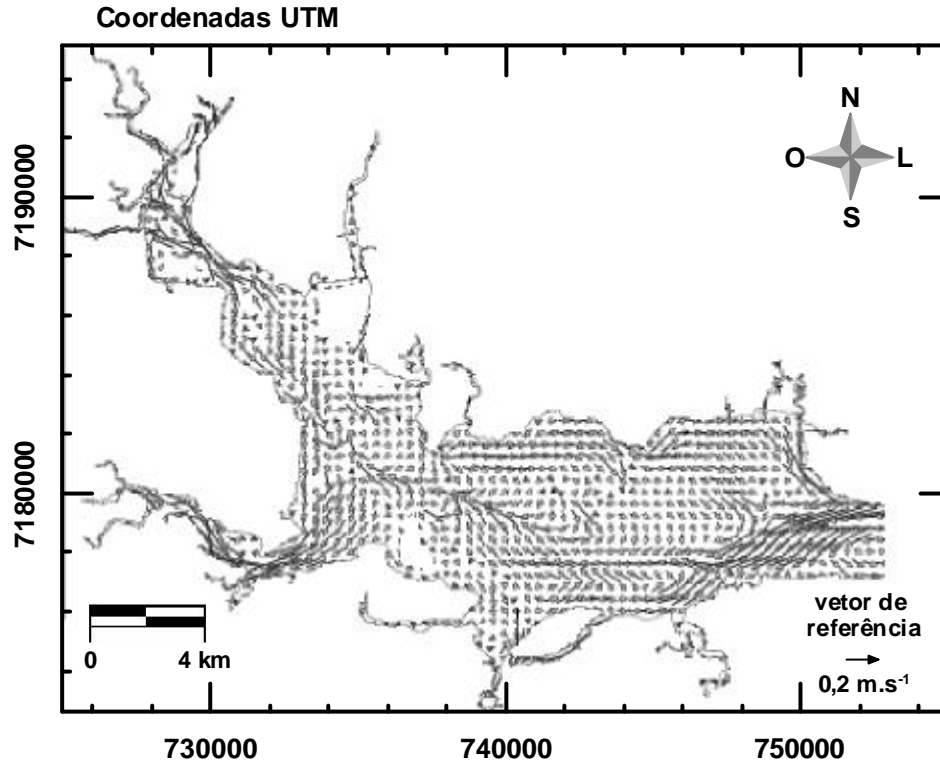 Coordenadas UTM
N
O
L
S
7190000
7180000
0
4 km
vetor de
referência
0,2 m.s-1
730000
740000
750000